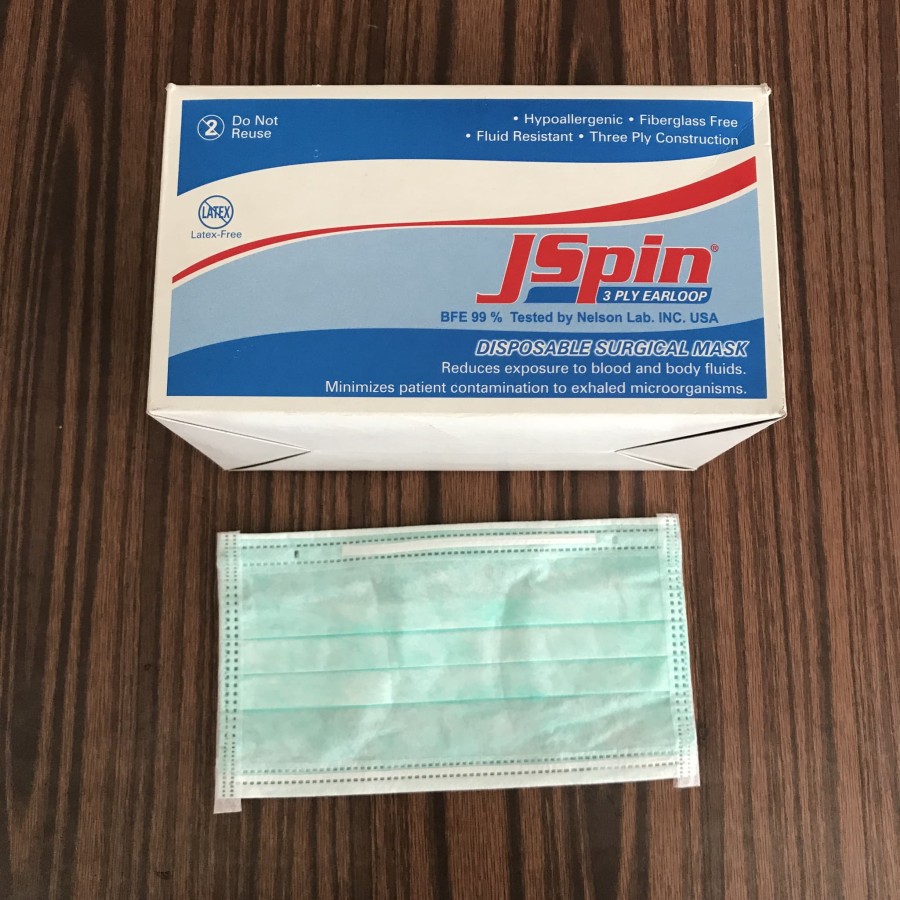 2 Do Not
Reuse
• Hypoallergenic • Fiberglass Free
• Fluid Resistant • Three Ply Construction
LATEX
Latex-Free
JSpin®
3 PLY EARLOOP
BFE 99 % Tested by Nelson Lab. INC. USA
DISPOSABLE SURGICAL MASK
Reduces exposure to blood and body fluids.
Minimizes patient contamination to exhaled microorganisms.